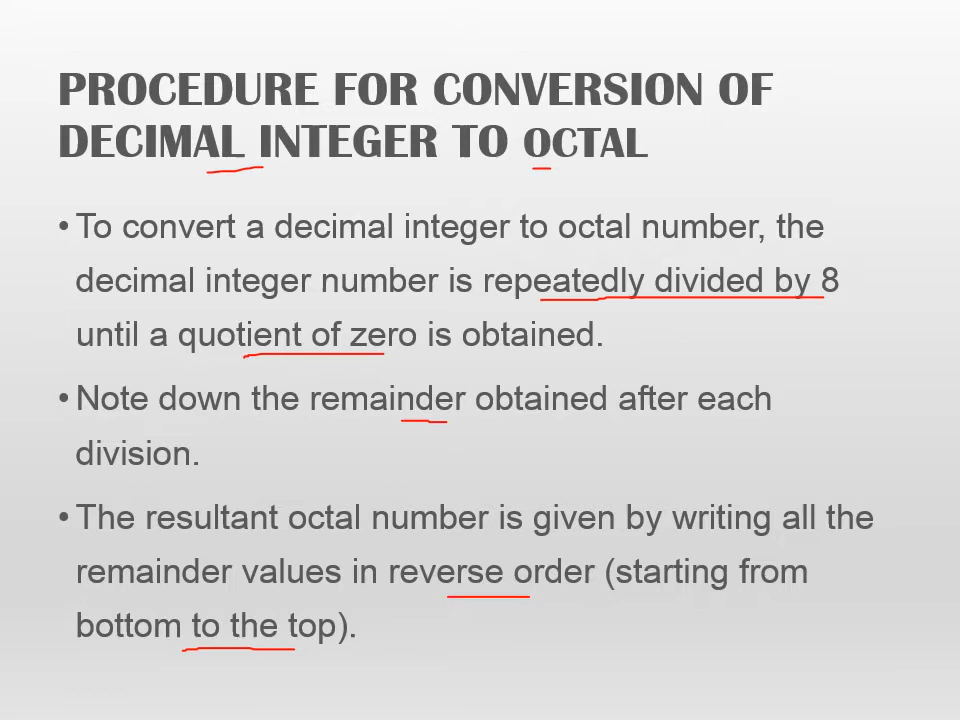 PROCEDURE FOR CONVERSION OF
DECIMAL INTEGER TO OCTAL
• To convert a decimal integer to octal number, the
decimal integer number is repeatedly divided by 8
until a quotient of zero is obtained.
• Note down the remainder obtained after each
division.
• The resultant octal number is given by writing all the
remainder values in reverse order (starting from
bottom to the top).